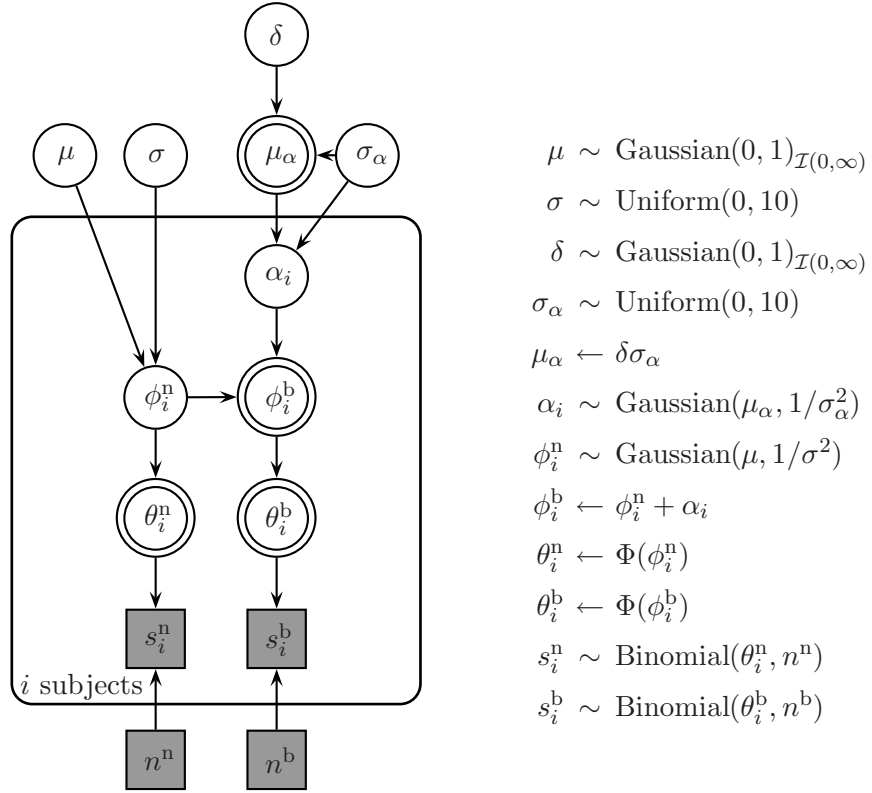 δ
μ σ μ_α σ_α
α_i
φ_i^n φ_i^b
θ_i^n θ_i^b
s_i^n s_i^b
i subjects
n^n n^b
μ ∼ Gaussian(0, 1)_{I(0,∞)}
σ ∼ Uniform(0, 10)
δ ∼ Gaussian(0, 1)_{I(0,∞)}
σ_α ∼ Uniform(0, 10)
μ_α ← δσ_α
α_i ∼ Gaussian(μ_α, 1/σ_α^2)
φ_i^n ∼ Gaussian(μ, 1/σ^2)
φ_i^b ← φ_i^n + α_i
θ_i^n ← Φ(φ_i^n)
θ_i^b ← Φ(φ_i^b)
s_i^n ∼ Binomial(θ_i^n, n^n)
s_i^b ∼ Binomial(θ_i^b, n^b)